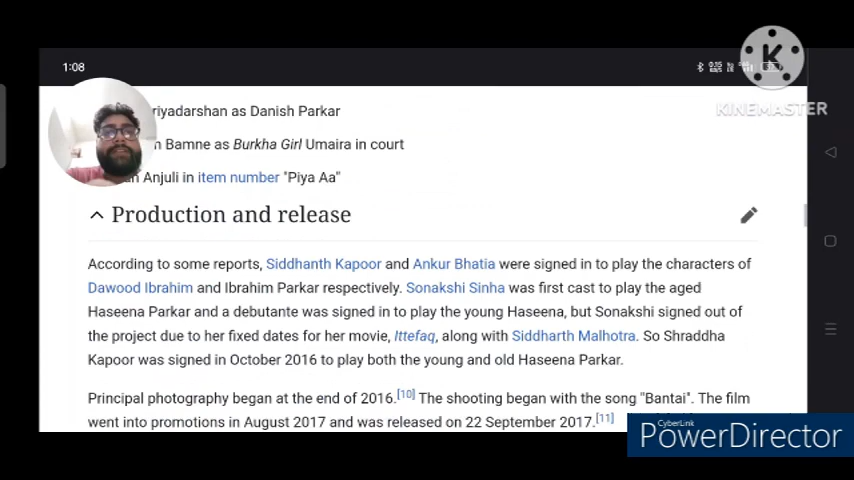 1:08
KINEMASTER
riyadarshan as Danish Parkar
Bamne as Burkha Girl Umaira in court
Anjuli in item number "Piya Aa"
Production and release
According to some reports, Siddhanth Kapoor and Ankur Bhatia were signed in to play the characters of
Dawood Ibrahim and Ibrahim Parkar respectively. Sonakshi Sinha was first cast to play the aged
Haseena Parkar and a debutante was signed in to play the young Haseena, but Sonakshi signed out of
the project due to her fixed dates for her movie, Ittefaq, along with Siddharth Malhotra. So Shraddha
Kapoor was signed in October 2016 to play both the young and old Haseena Parkar.
Principal photography began at the end of 2016.[10] The shooting began with the song "Bantai". The film
went into promotions in August 2017 and was released on 22 September 2017.[11]
CyberLink
PowerDirector